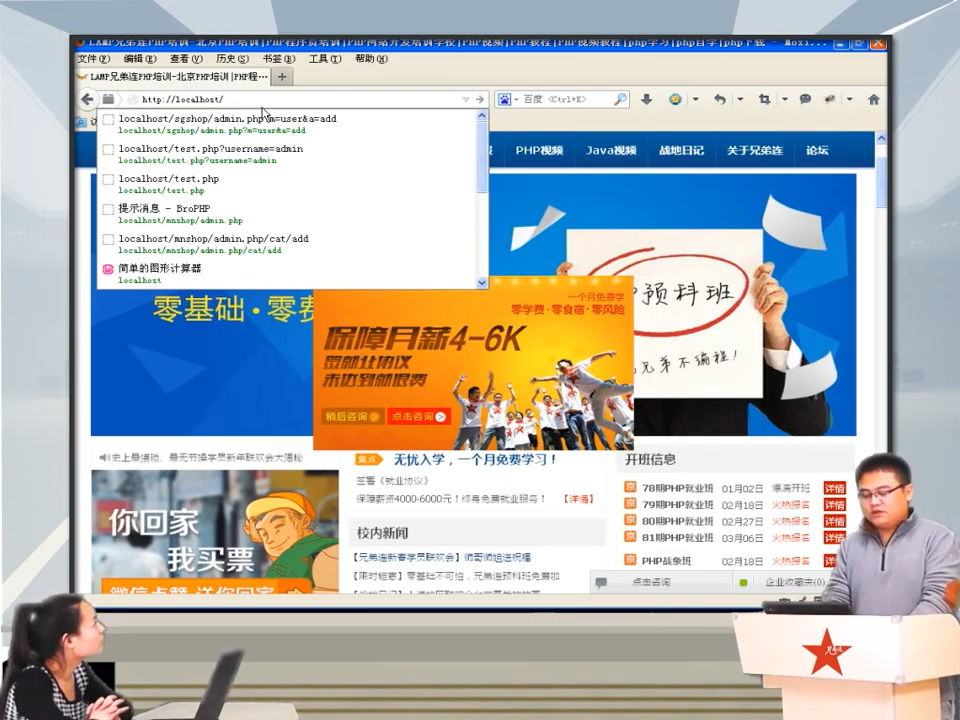 LAMP兄弟连PHP培训-北京PHP培训|PHP程序员培训|PHP网站开发培训学校|PHP视频|PHP教程|PHP视频教程|php学习|php自学|php下载 - Mozi...
文件(F) 编辑(E) 查看(V) 历史(S) 书签(B) 工具(T) 帮助(H)
LAMP兄弟连PHP培训-北京PHP培训|PHP程...
http://localhost/
百度 <Ctrl+K>
localhost/sgshop/admin.php?m=user&a=add
localhost/sgshop/admin.php?m=user&a=add
localhost/test.php?username=admin
localhost/test.php?username=admin
localhost/test.php
localhost/test.php
提示消息 - BroPHP
localhost/mnshop/admin.php
localhost/mnshop/admin.php/cat/add
localhost/mnshop/admin.php/cat/add
简单的图形计算器
localhost
PHP视频 Java视频 战地日记 关于兄弟连 论坛
零基础·零费
P预科班
兄弟不编程!
一个月免费学
零学费·零食宿·零风险
保障月薪4-6K
签就业协议
未达到就退费
稍后咨询 点击咨询
焦点 无忧入学,一个月免费学习!
签署《就业协议》
保障薪资4000-6000元!终身免费就业服务! 【详情】
校内新闻
【兄弟连新春学员联欢会】师哥师姐送祝福
【限时钜惠】零基础不可怕,兄弟连预科班免费啦
你回家
我买票
微信点赞 送你回家
开班信息
京 78期PHP就业班 01月02日 爆满开班 详情
京 79期PHP就业班 02月18日 火热报名 详情
京 80期PHP就业班 02月27日 火热报名 详情
京 81期PHP就业班 03月06日 火热报名 详情
京 PHP战象班 02月18日 火热报名
点击咨询 企业收藏夹(0)
兄弟连